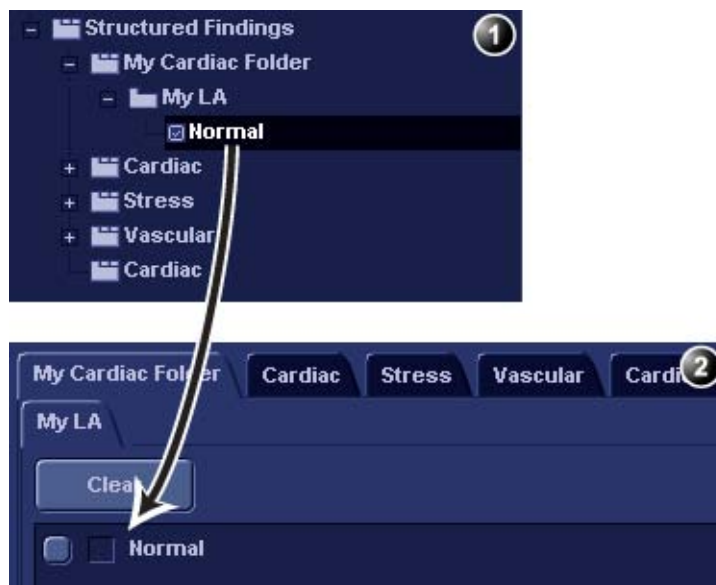 Structured Findings
1
My Cardiac Folder
My LA
Normal
Cardiac
Stress
Vascular
Cardiac
My Cardiac Folder Cardiac Stress Vascular 2
My LA
Clear
Normal